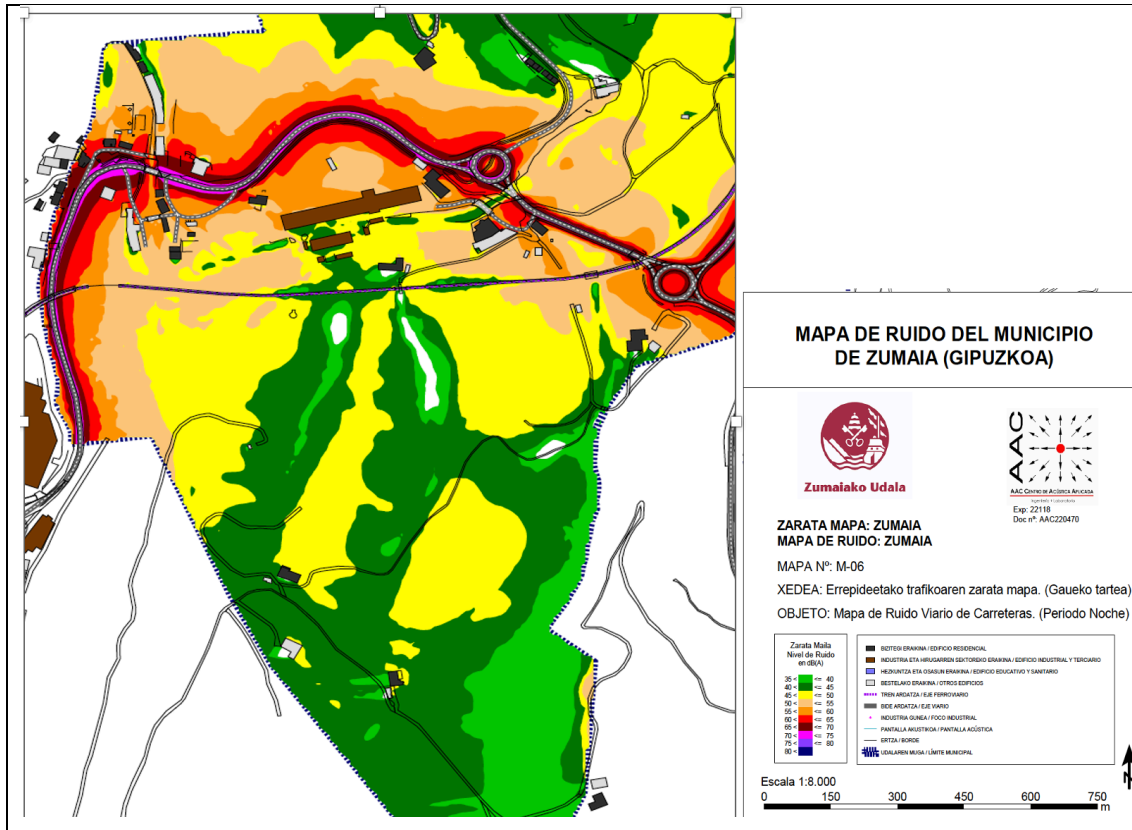 MAPA DE RUIDO DEL MUNICIPIO
DE ZUMAIA (GIPUZKOA)
Zumaiako Udala
AAC
AAC CENTRO DE ACÚSTICA APLICADA
Exp: 22118
Doc nº: AAC220470
ZARATA MAPA: ZUMAIA
MAPA DE RUIDO: ZUMAIA
MAPA Nº: M-06
XEDEA: Errepideetako trafikoaren zarata mapa. (Gaueko tartea)
OBJETO: Mapa de Ruido Viario de Carreteras. (Periodo Noche)
Zarata Maila
Nivel de Ruido
en dB(A)
35 < <= 40
40 < <= 45
45 < <= 50
50 < <= 55
55 < <= 60
60 < <= 65
65 < <= 70
70 < <= 75
75 < <= 80
80 <
BIZITEGI ERAIKINA / EDIFICIO RESIDENCIAL
INDUSTRIA ETA HIRUGARREN SEKTOREKO ERAIKINA / EDIFICIO INDUSTRIAL Y TERCIARIO
HEZKUNTZA ETA OSASUN ERAIKINA / EDIFICIO EDUCATIVO Y SANITARIO
BESTELAKO ERAIKINA / OTROS EDIFICIOS
TREN ARDATZA / EJE FERROVIARIO
BIDE ARDATZA / EJE VIARIO
INDUSTRIA GUNEA / FOCO INDUSTRIAL
PANTAILA AKUSTIKOA / PANTALLA ACÚSTICA
ERTZA / BORDE
UDALAREN MUGA / LÍMITE MUNICIPAL
Escala 1:8.000
0 150 300 450 600 750
m